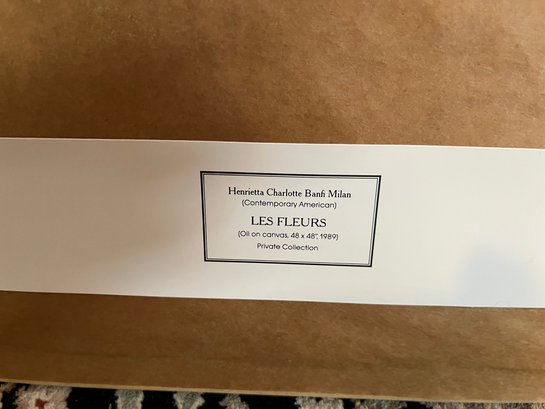 Henrietta Charlotte Banfi Milan
(Contemporary American)
LES FLEURS
(Oil on canvas, 48 x 48", 1989)
Private Collection